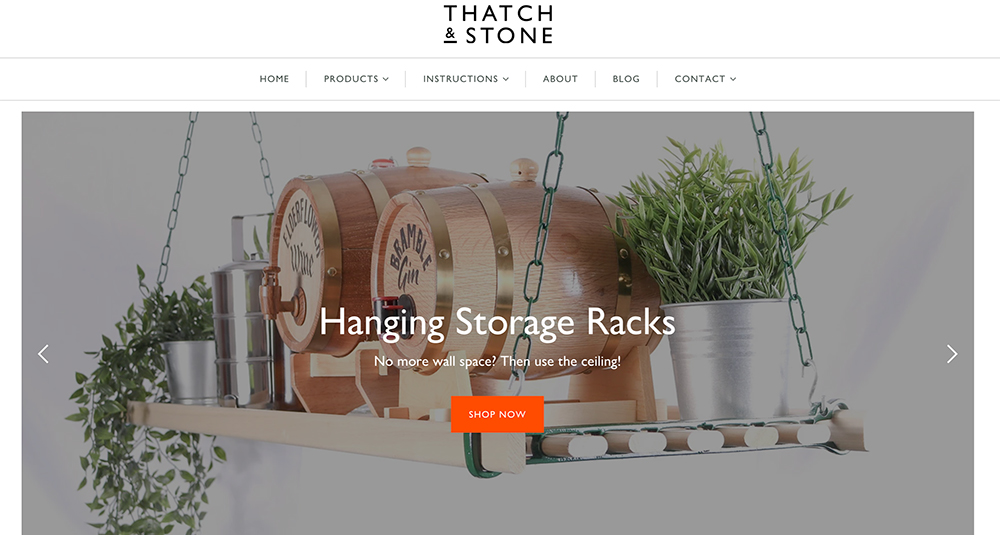 THATCH
& STONE
HOME PRODUCTS INSTRUCTIONS ABOUT BLOG CONTACT
ELDERFLOWER
Wine
BRAMBLE
Gin
Hanging Storage Racks
No more wall space? Then use the ceiling!
SHOP NOW